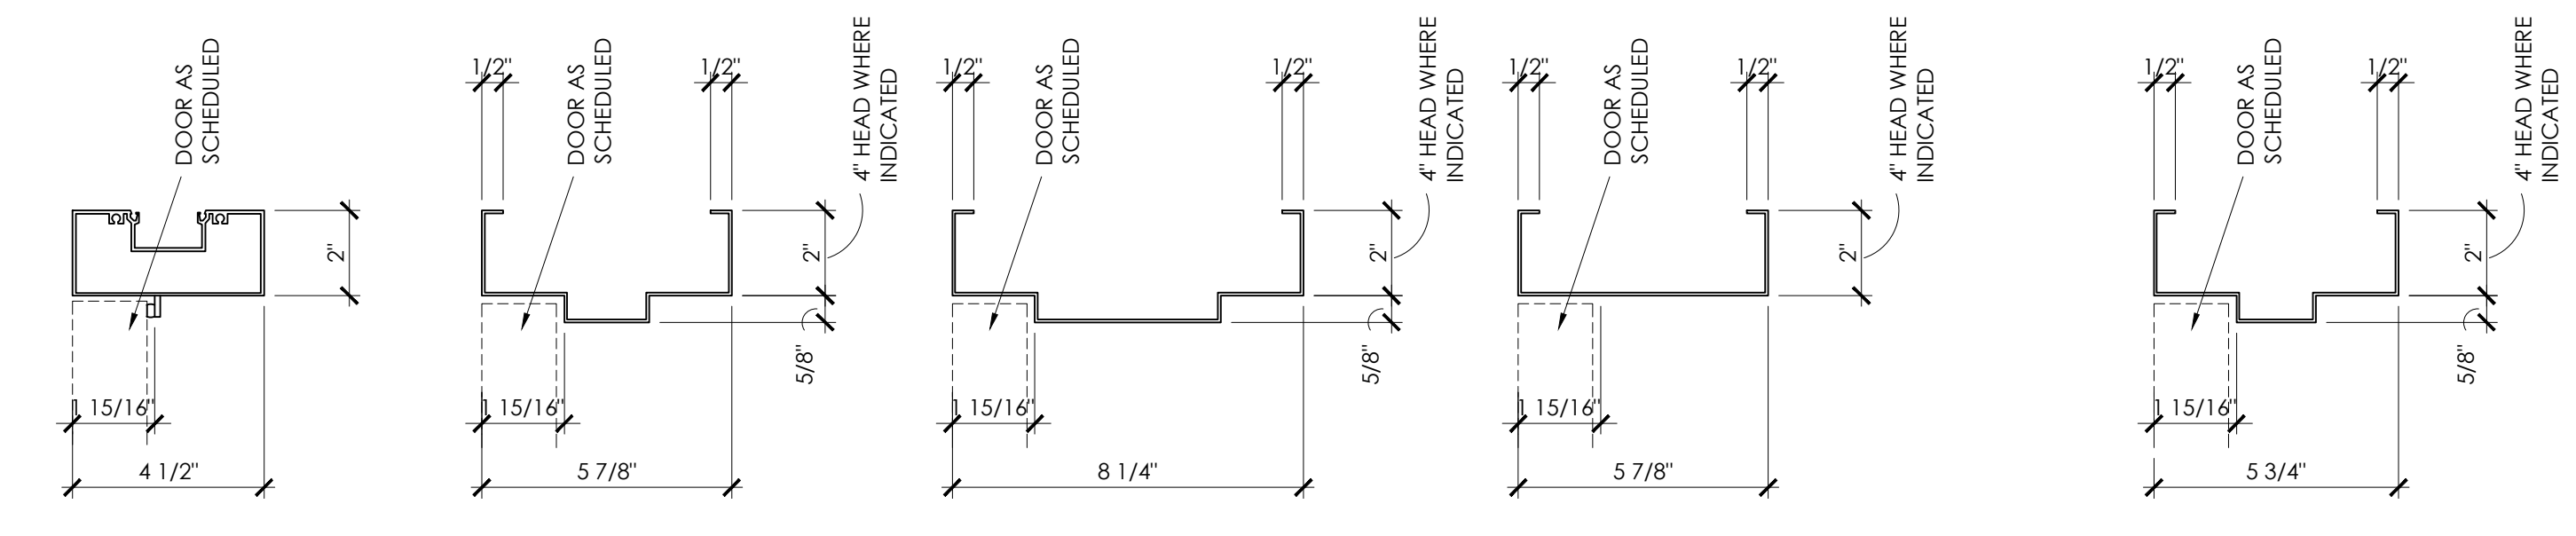 DOOR AS
SCHEDULED
2"
1 15/16"
4 1/2"
1/2"
DOOR AS
SCHEDULED
1/2"
4" HEAD WHERE
INDICATED
2"
5/8"
1 15/16"
5 7/8"
1/2"
DOOR AS
SCHEDULED
1/2"
4" HEAD WHERE
INDICATED
2"
5/8"
1 15/16"
8 1/4"
1/2"
DOOR AS
SCHEDULED
1/2"
4" HEAD WHERE
INDICATED
2"
1 15/16"
5 7/8"
1/2"
DOOR AS
SCHEDULED
1/2"
4" HEAD WHERE
INDICATED
2"
5/8"
1 15/16"
5 3/4"